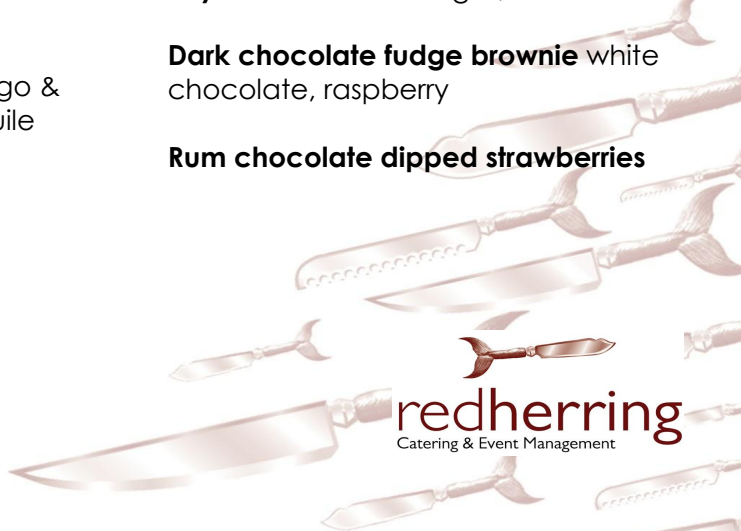 Dark chocolate fudge brownie white
chocolate, raspberry
Rum chocolate dipped strawberries
redherring
Catering & Event Management